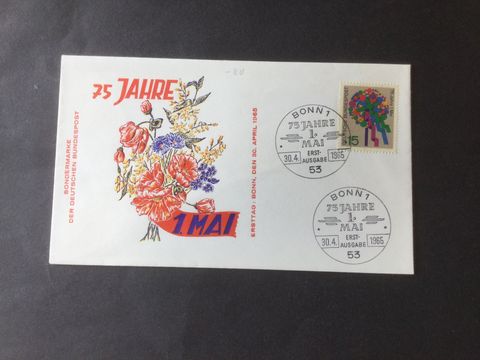 75 JAHRE
SONDERMARKE
DER DEUTSCHEN BUNDESPOST
1 MAI
ERSTTAG: BONN, DEN 30. APRIL 1965
BONN 1
75 JAHRE
1.
MAI
ERST-
AUSGABE
30.4. 1965
53
15
BONN 1
75 JAHRE
1.
MAI
ERST-
AUSGABE
30.4. 1965
53